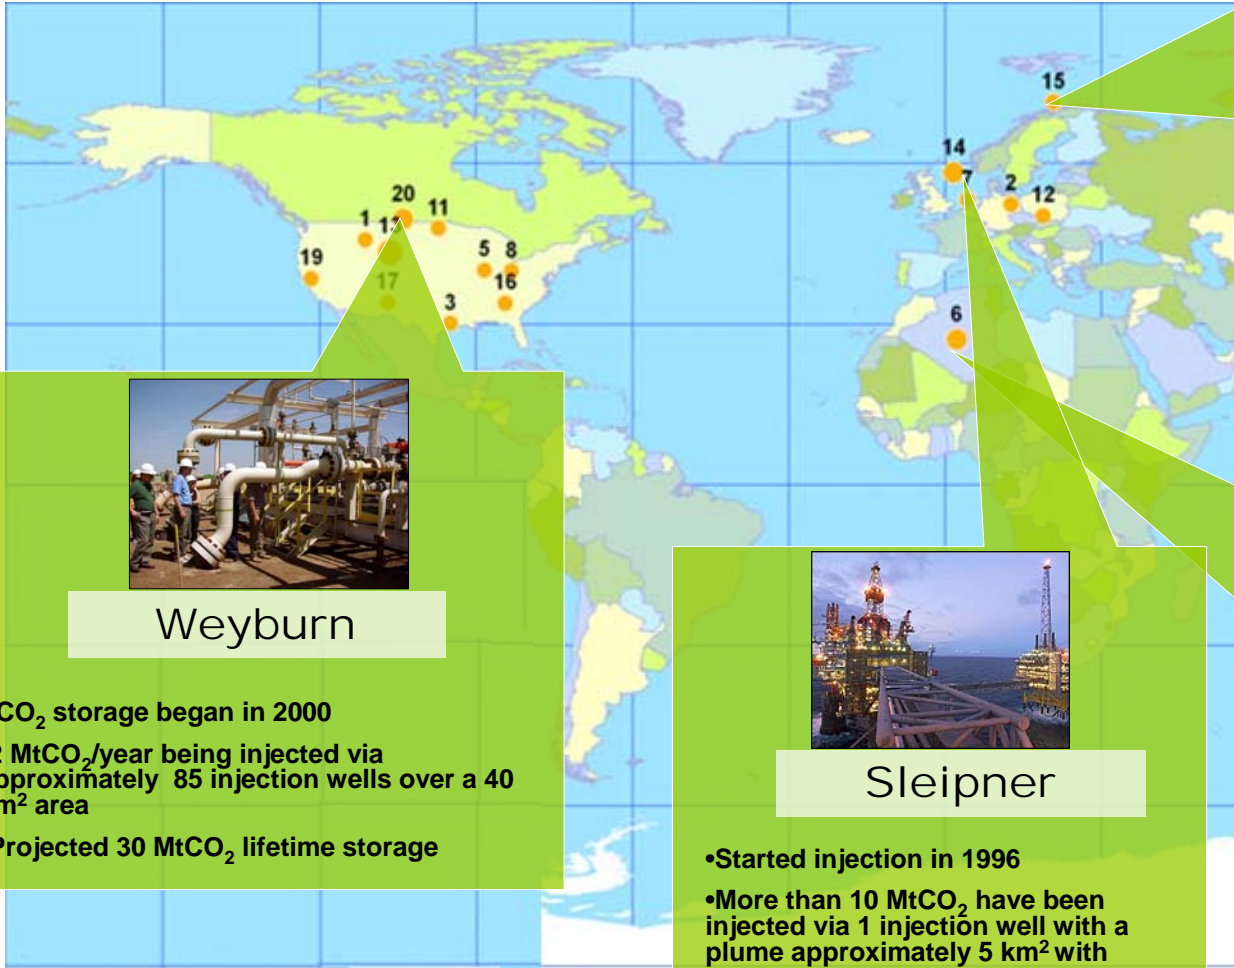 15
14
7
2
12
20
11
1
13
5
8
19
17
16
3
6
Weyburn
CO₂ storage began in 2000
MtCO₂/year being injected via
pproximately 85 injection wells over a 40
m² area
Projected 30 MtCO₂ lifetime storage
Sleipner
•Started injection in 1996
•More than 10 MtCO₂ have been
injected via 1 injection well with a
plume approximately 5 km² with